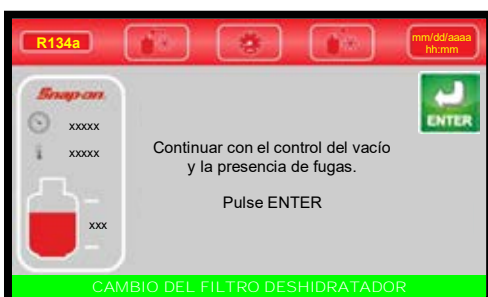 R134a
mm/dd/aaaa
hh:mm
Snap-on
ENTER
xxxxx
xxxxx
Continuar con el control del vacío
y la presencia de fugas.
Pulse ENTER
xxx
CAMBIO DEL FILTRO DESHIDRATADOR